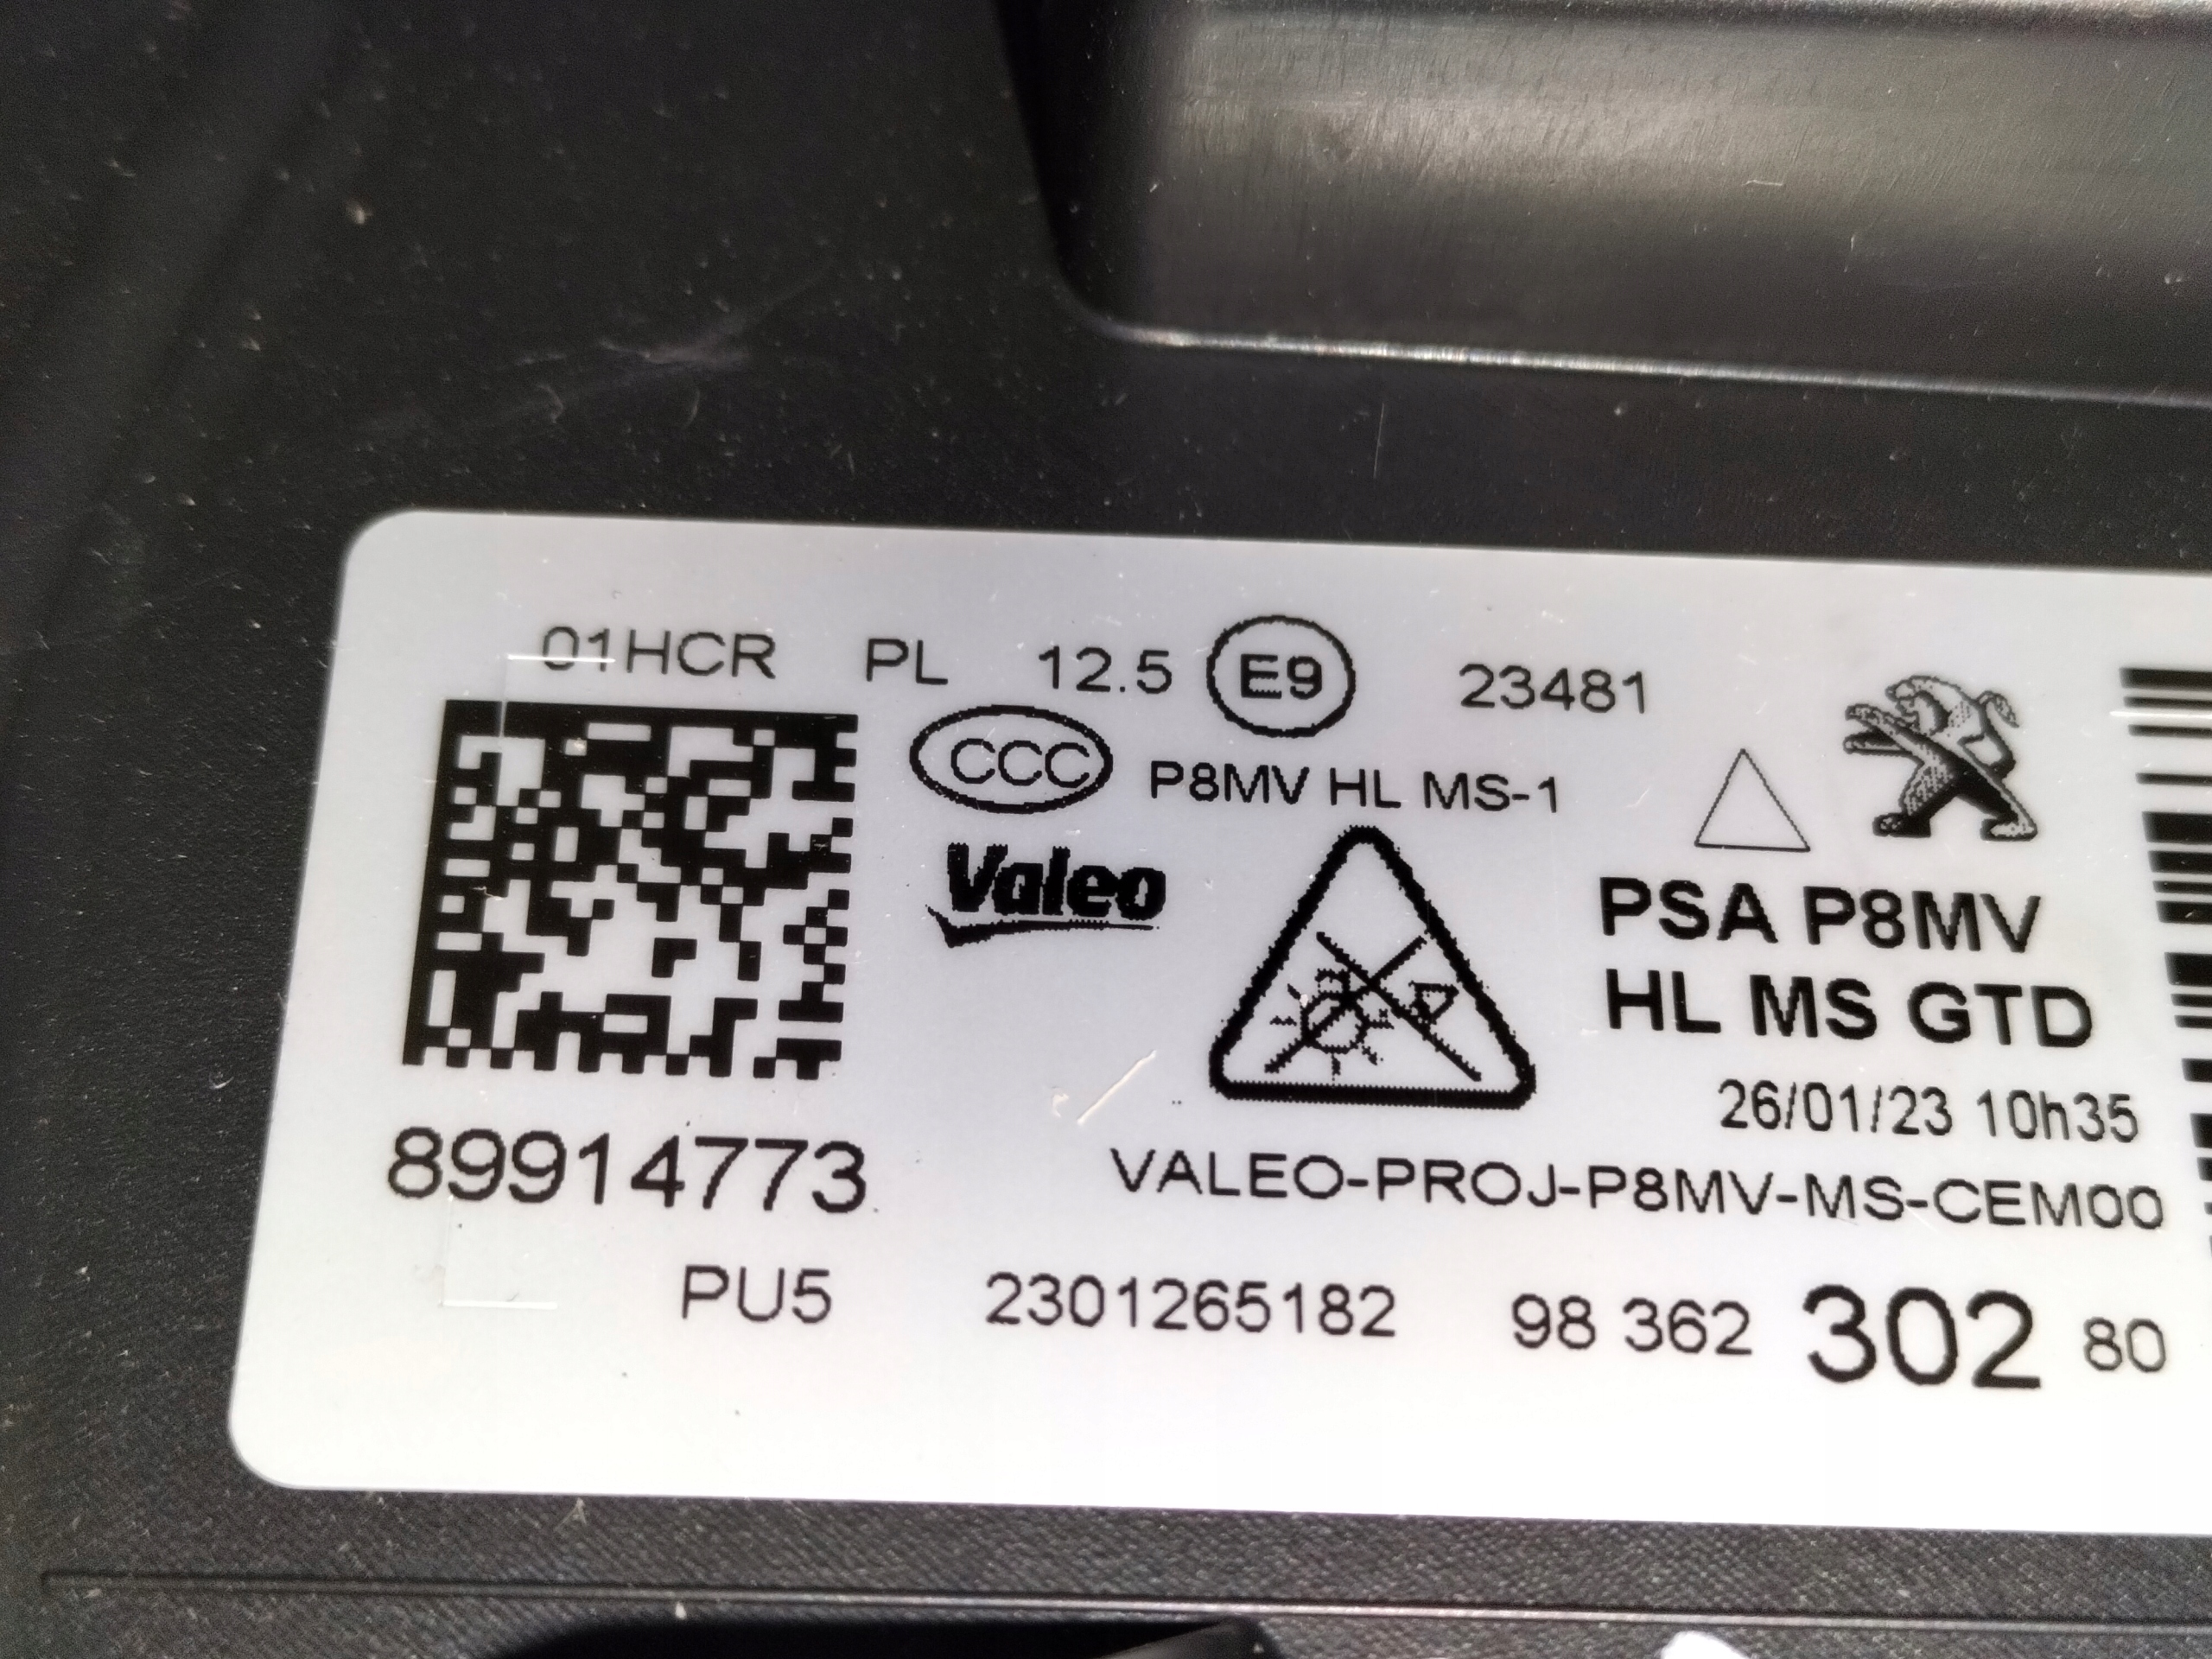 01HCR PL 12.5 E9 23481
CCC P8MV HL MS-1
Valeo
PSA P8MV
HL MS GTD
26/01/23 10h35
89914773
VALEO-PROJ-P8MV-MS-CEM00
PU5 2301265182 98 362 302 80